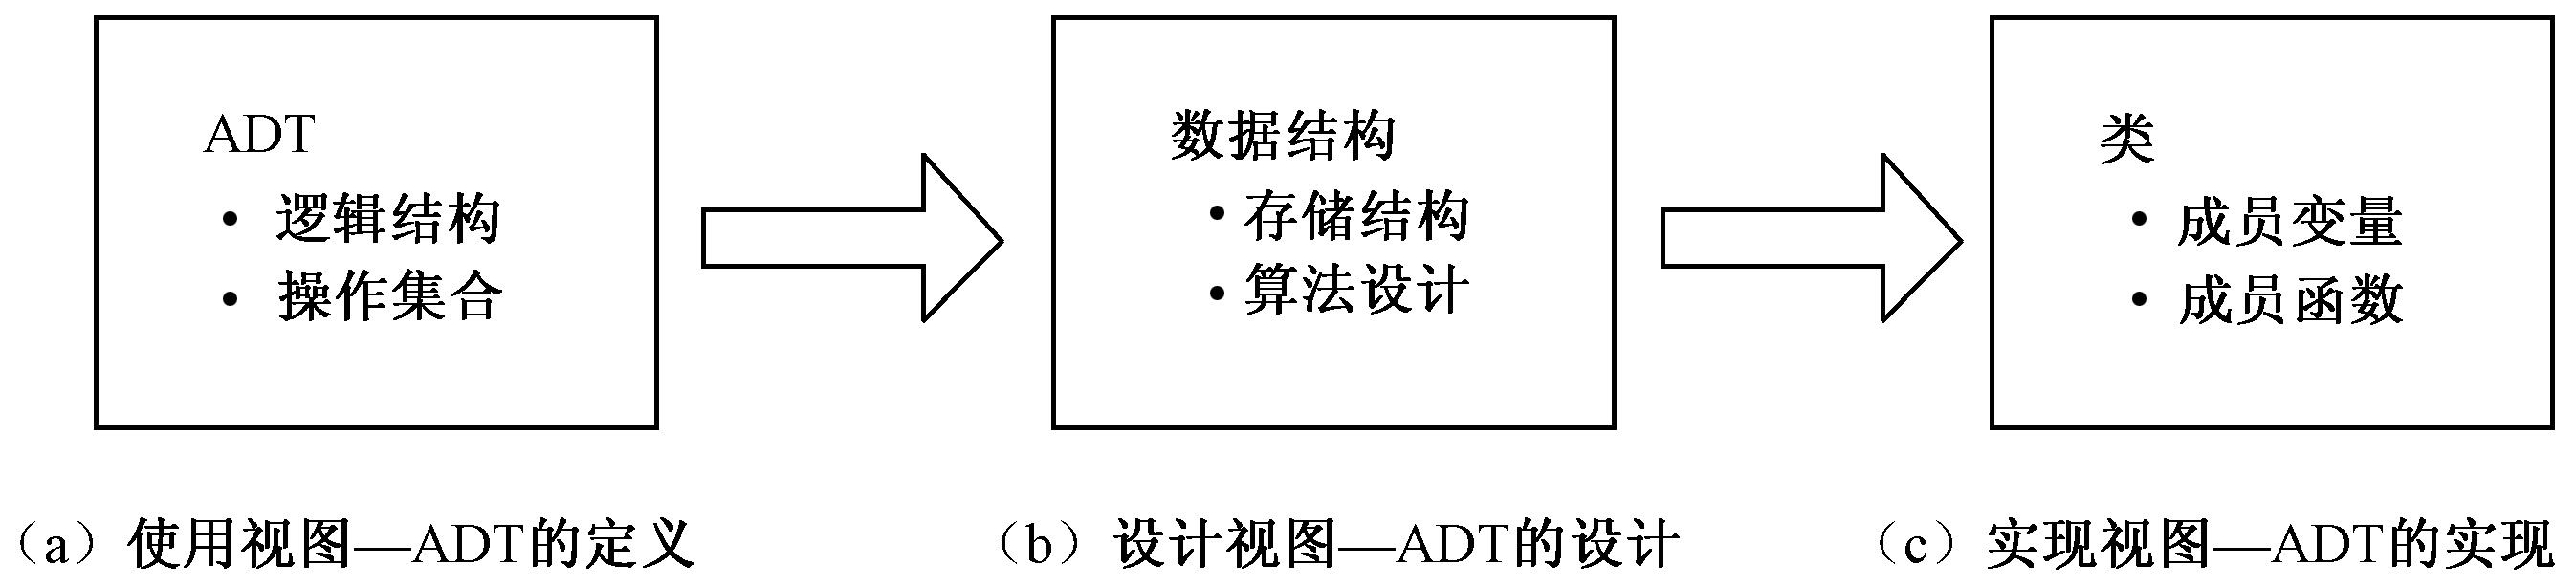 ADT
• 逻辑结构
• 操作集合
数据结构
• 存储结构
• 算法设计
类
• 成员变量
• 成员函数
（a）使用视图—ADT的定义
（b）设计视图—ADT的设计
（c）实现视图—ADT的实现